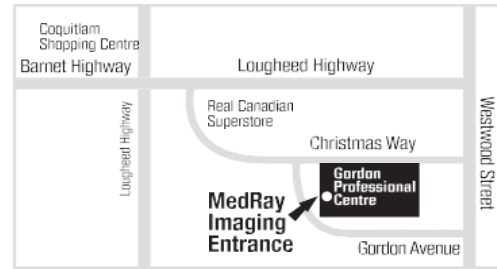 Coquitlam
Shopping Centre
Barnet Highway
Lougheed Highway
Lougheed Highway
Real Canadian
Superstore
Christmas Way
Westwood Street
Gordon
Professional
Centre
MedRay
Imaging
Entrance
Gordon Avenue